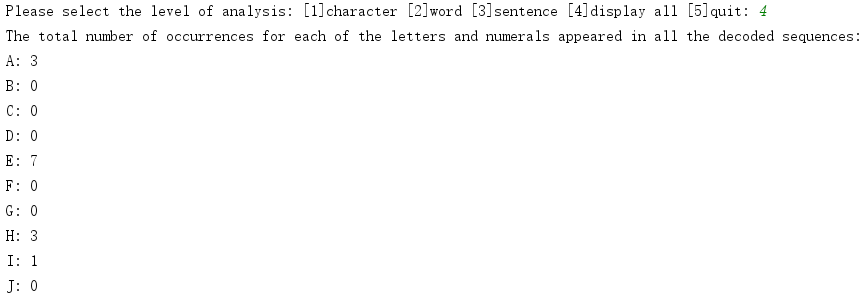 Please select the level of analysis: [1]character [2]word [3]sentence [4]display all [5]quit: 4
The total number of occurrences for each of the letters and numerals appeared in all the decoded sequences:
A: 3
B: 0
C: 0
D: 0
E: 7
F: 0
G: 0
H: 3
I: 1
J: 0